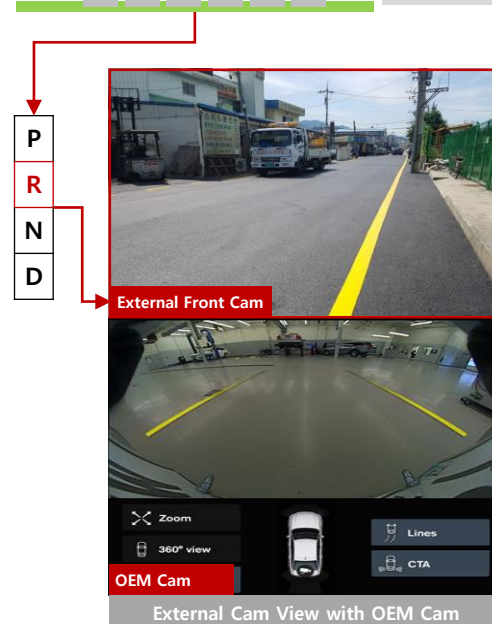 P
R
N
D
External Front Cam
Zoom
360° view
Lines
CTA
OEM Cam
External Cam View with OEM Cam